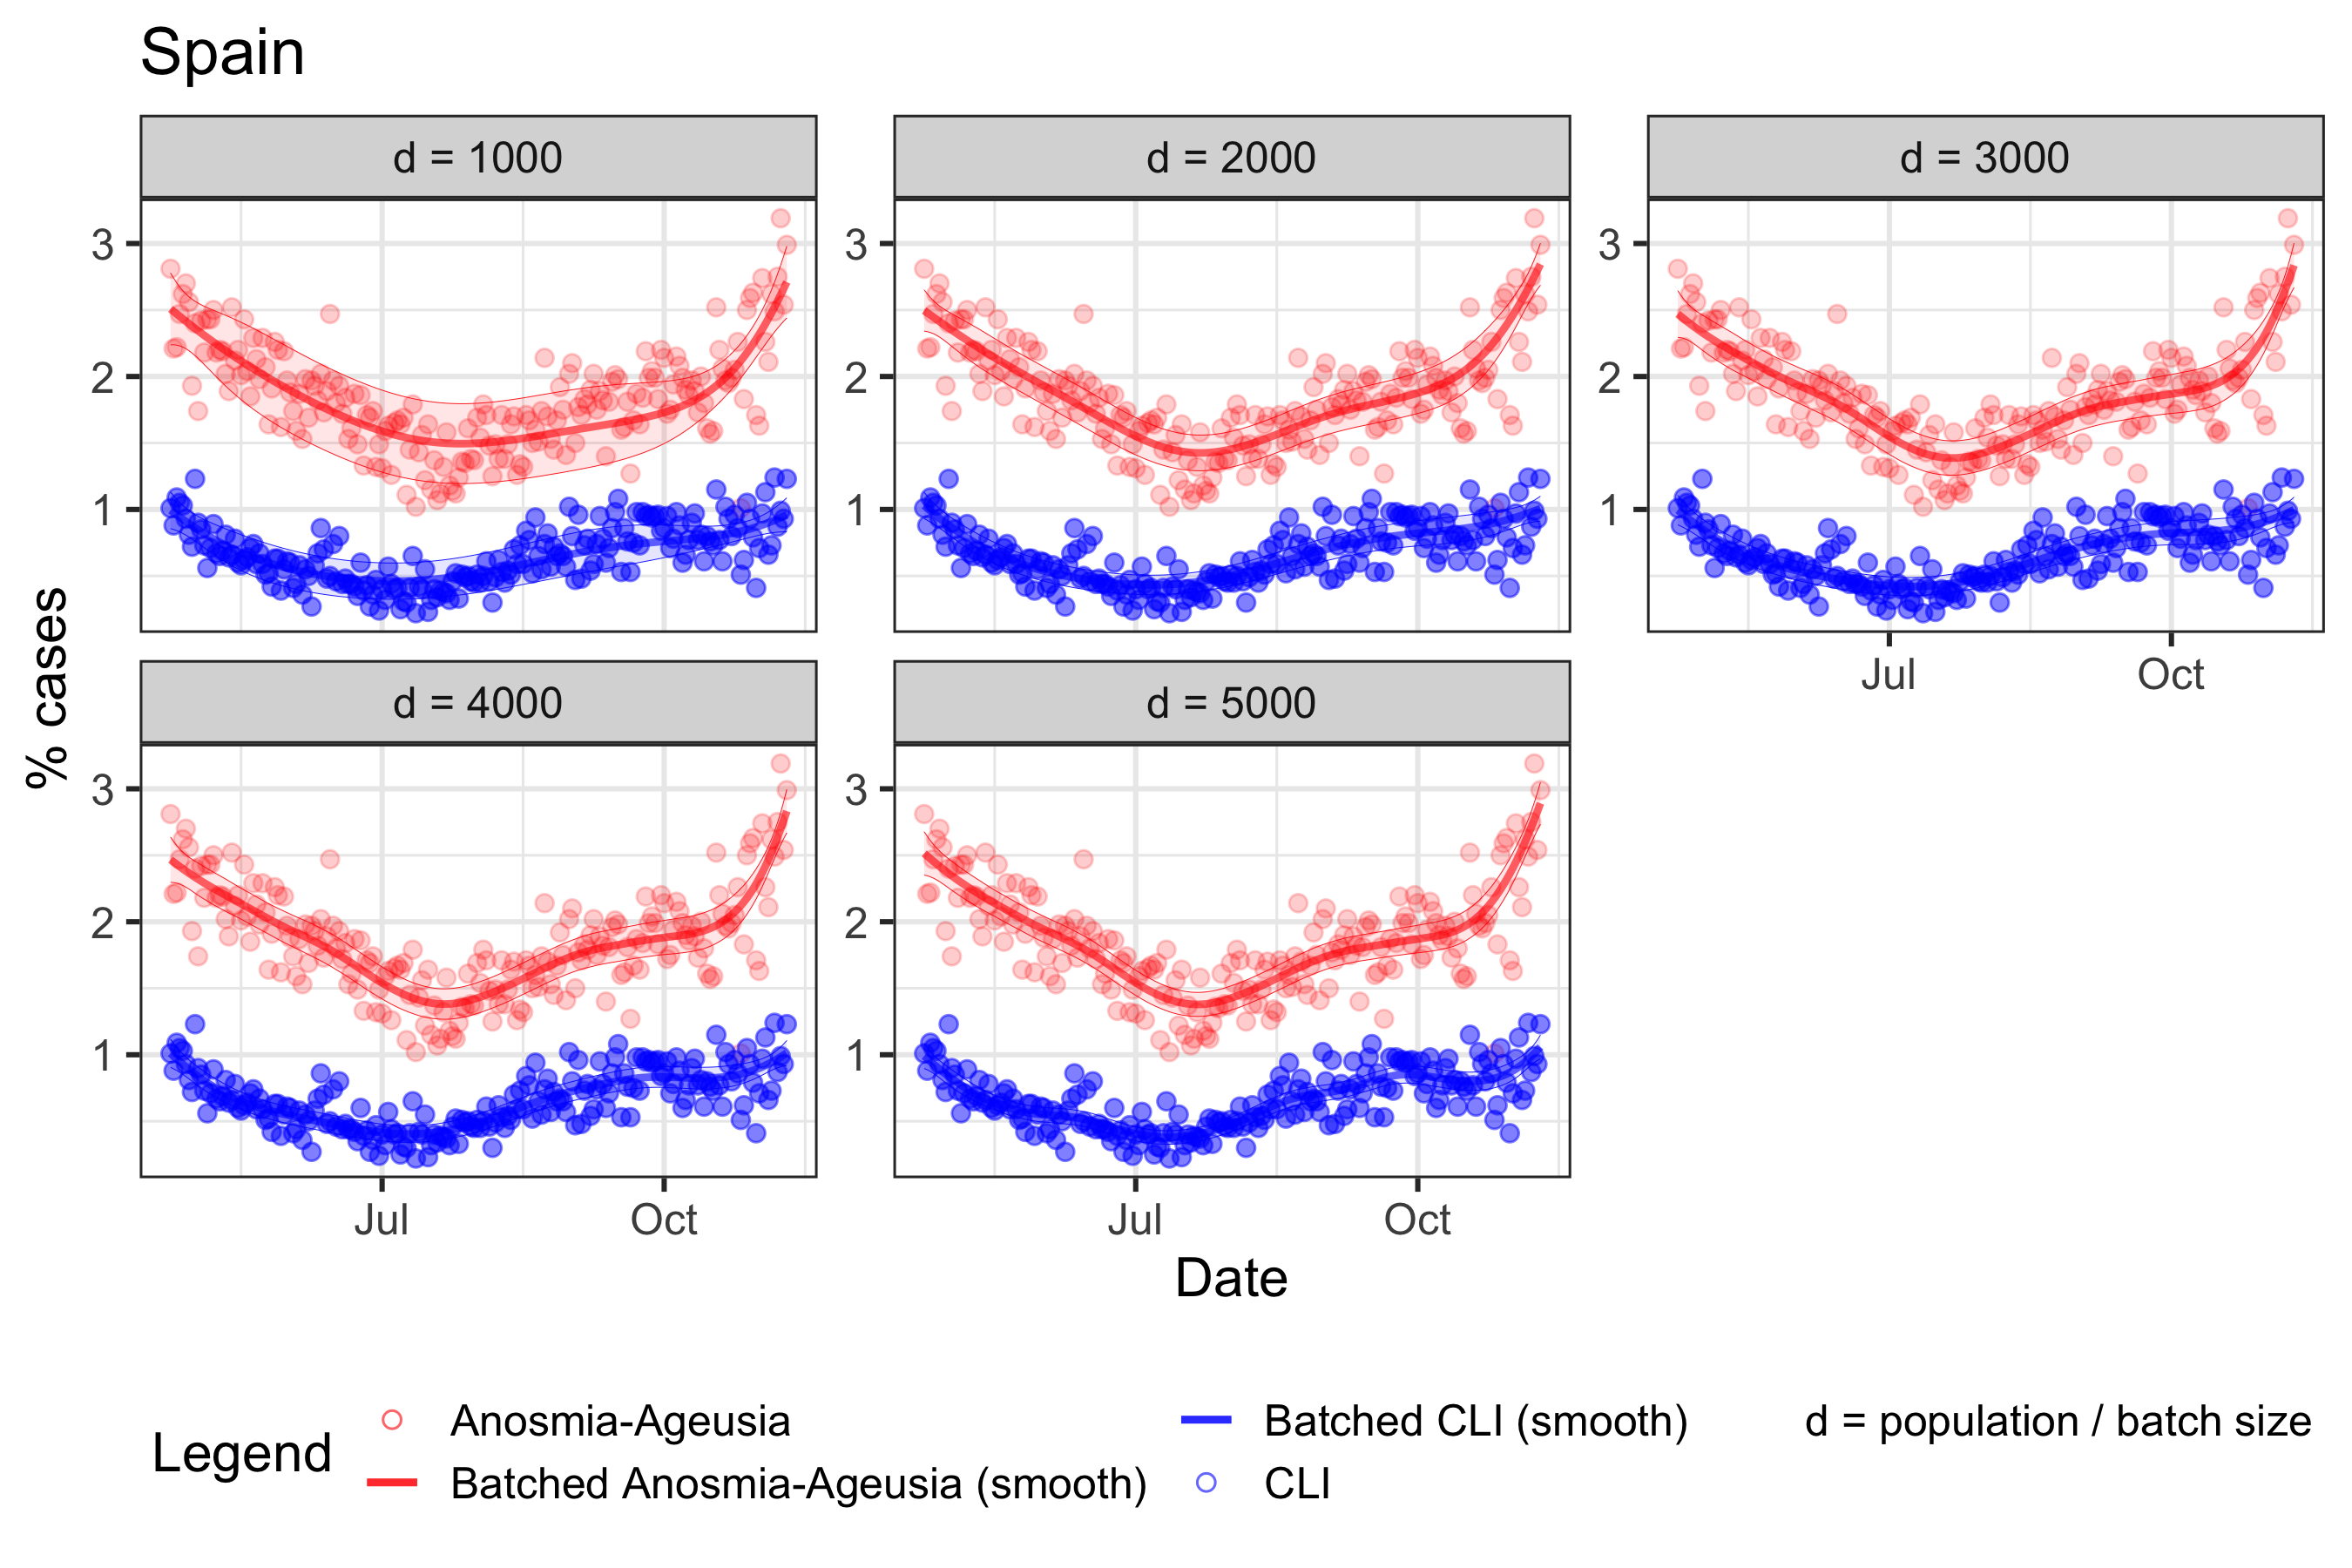 Spain
d = 1000
d = 2000
d = 3000
3
2
1
3
2
1
3
2
1
Jul
Oct
% cases
d = 4000
d = 5000
3
2
1
3
2
1
Jul
Oct
Jul
Oct
Date
Legend
Anosmia-Ageusia
Batched Anosmia-Ageusia (smooth)
Batched CLI (smooth)
CLI
d = population / batch size